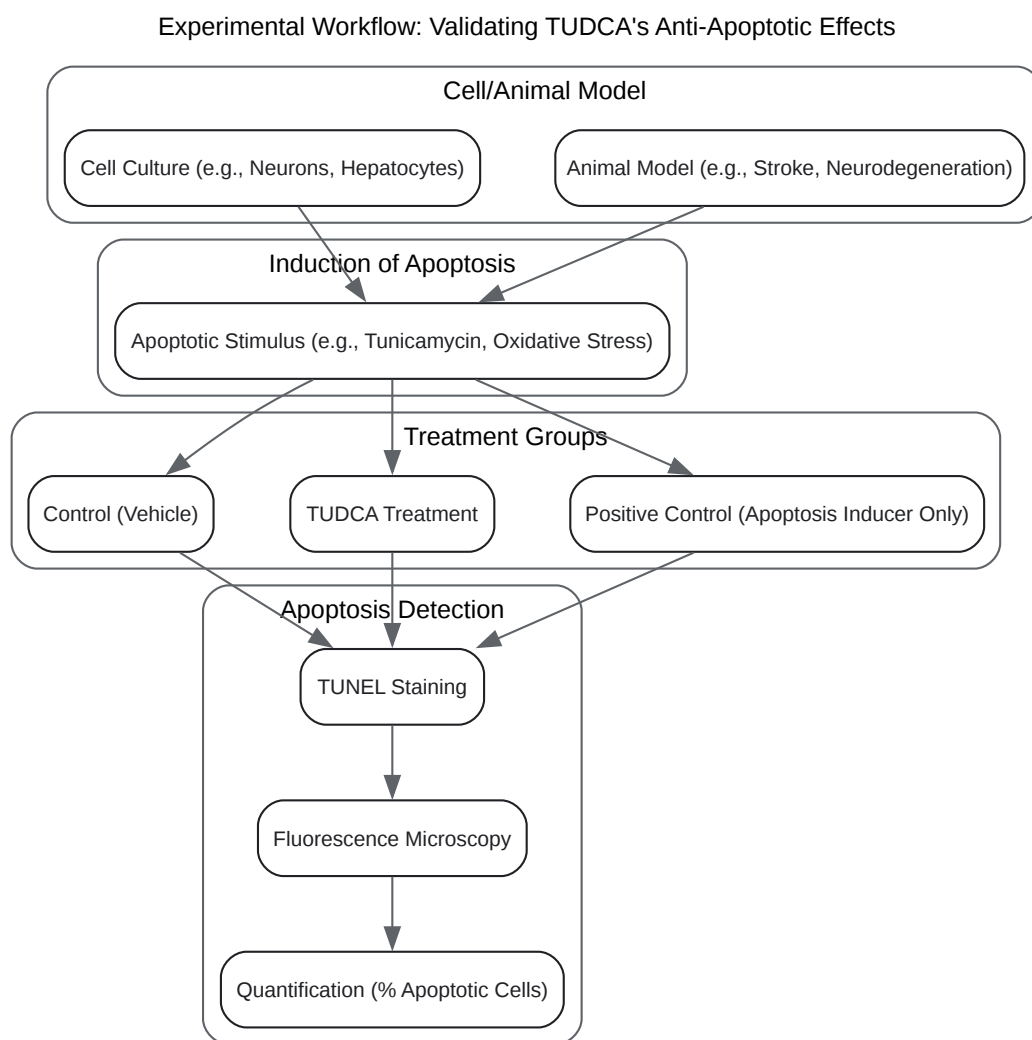 Experimental Workflow: Validating TUDCA's Anti-Apoptotic Effects
Cell/Animal Model
Cell Culture (e.g., Neurons, Hepatocytes)
Animal Model (e.g., Stroke, Neurodegeneration)
Induction of Apoptosis
Apoptotic Stimulus (e.g., Tunicamycin, Oxidative Stress)
Treatment Groups
Control (Vehicle)
TUDCA Treatment
Positive Control (Apoptosis Inducer Only)
Apoptosis Detection
TUNEL Staining
Fluorescence Microscopy
Quantification (% Apoptotic Cells)